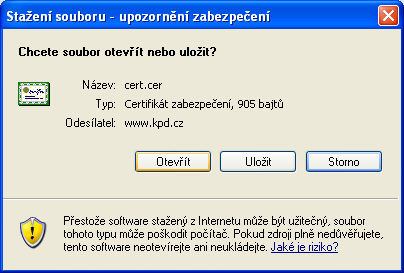 Stažení souboru - upozornění zabezpečení
Chcete soubor otevřít nebo uložit?
Název: cert.cer
Typ: Certifikát zabezpečení, 905 bajtů
Odesílatel: www.kpd.cz
Otevřít Uložit Storno
Přestože software stažený z Internetu může být užitečný, soubor
tohoto typu může poškodit počítač. Pokud zdroji plně nedůvěřujete,
tento software neotevírejte ani neukládejte. Jaké je riziko?